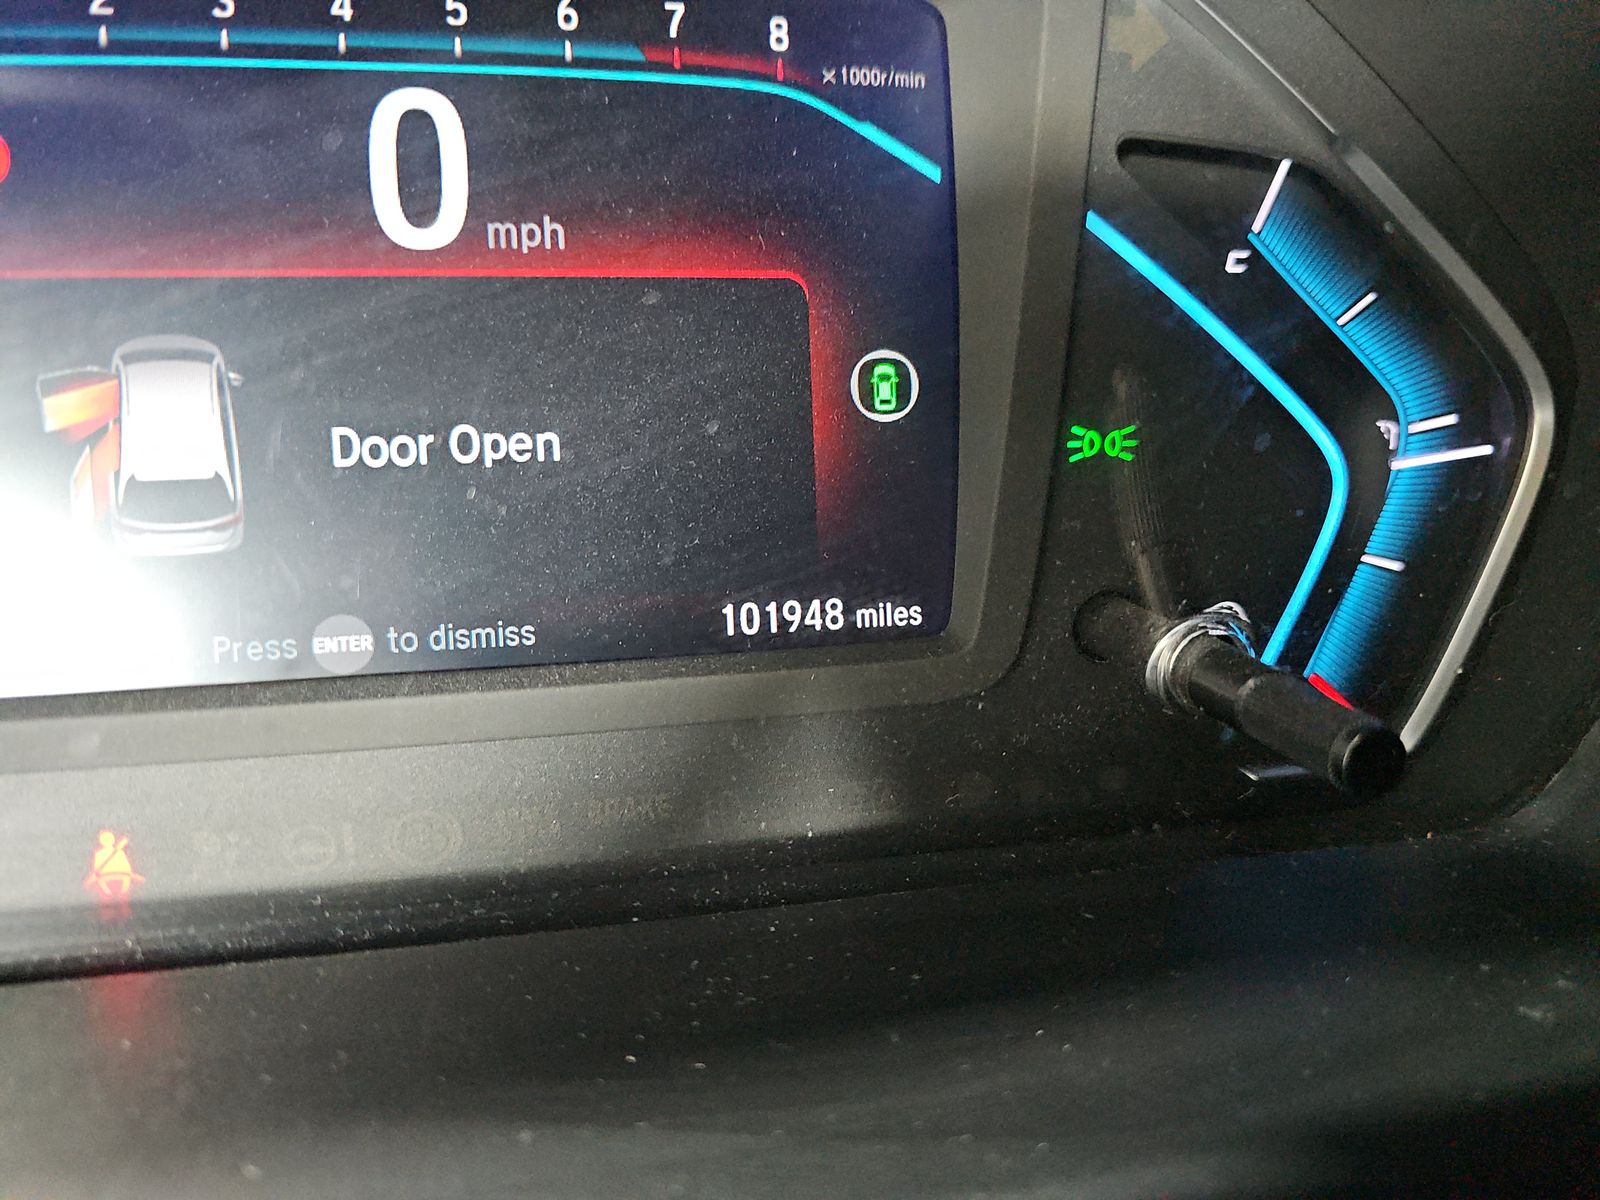 2 3 4 5 6 7 8
×1000r/min
0 mph
Door Open
Press ENTER to dismiss
101948 miles
BRAKE